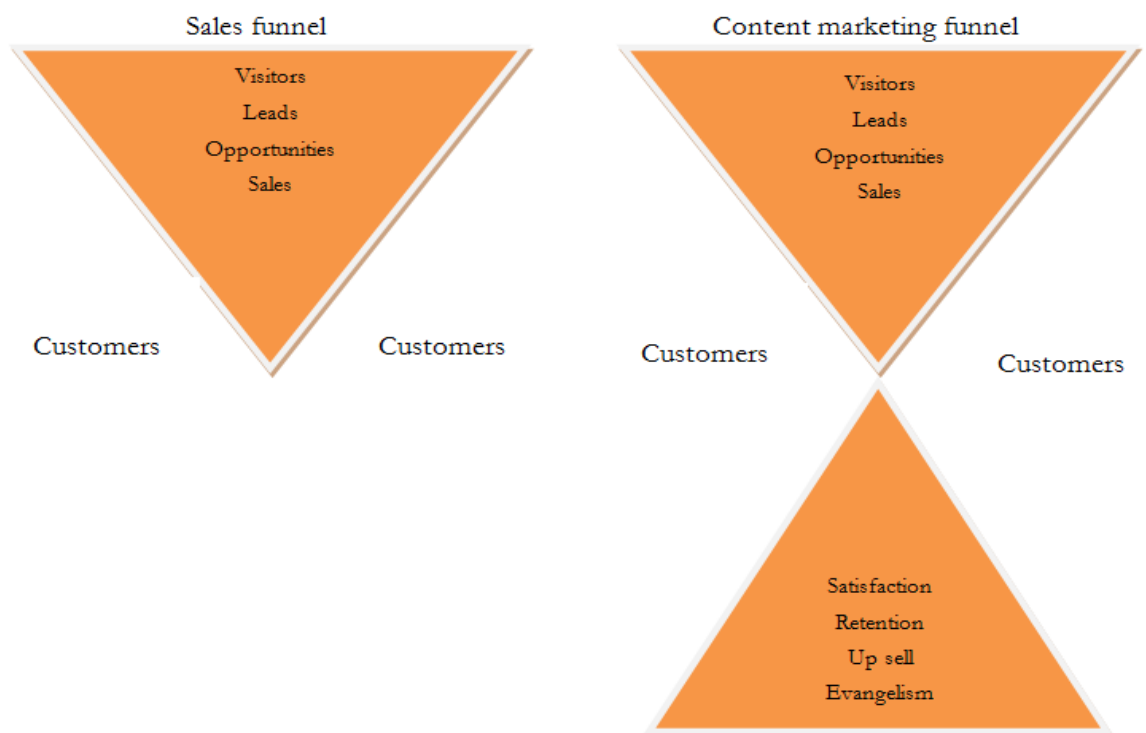 Sales funnel
Visitors
Leads
Opportunities
Sales
Customers
Customers
Content marketing funnel
Visitors
Leads
Opportunities
Sales
Customers
Customers
Satisfaction
Retention
Up sell
Evangelism